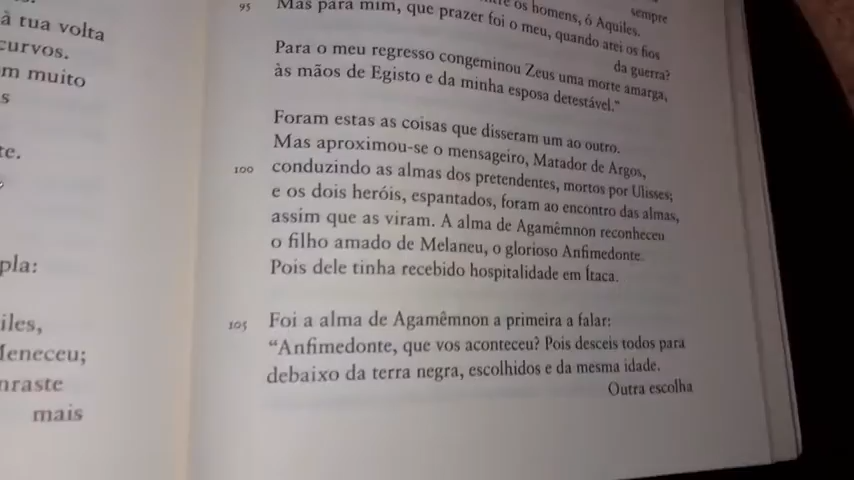 à tua volta
curvos.
m muito
s
te.
pla:
iles,
Meneceu;
nraste
mais
os homens, ó Aquiles.
sempre
95 Mas para mim, que prazer foi o meu, quando atei os fios
da guerra?
Para o meu regresso congeminou Zeus uma morte amarga,
às mãos de Egisto e da minha esposa detestável.”
Foram estas as coisas que disseram um ao outro.
Mas aproximou-se o mensageiro, Matador de Argos,
100 conduzindo as almas dos pretendentes, mortos por Ulisses;
e os dois heróis, espantados, foram ao encontro das almas,
assim que as viram. A alma de Agamêmnon reconheceu
o filho amado de Melaneu, o glorioso Anfimedonte.
Pois dele tinha recebido hospitalidade em Ítaca.
105 Foi a alma de Agamêmnon a primeira a falar:
“Anfimedonte, que vos aconteceu? Pois desceis todos para
debaixo da terra negra, escolhidos e da mesma idade.
Outra escolha